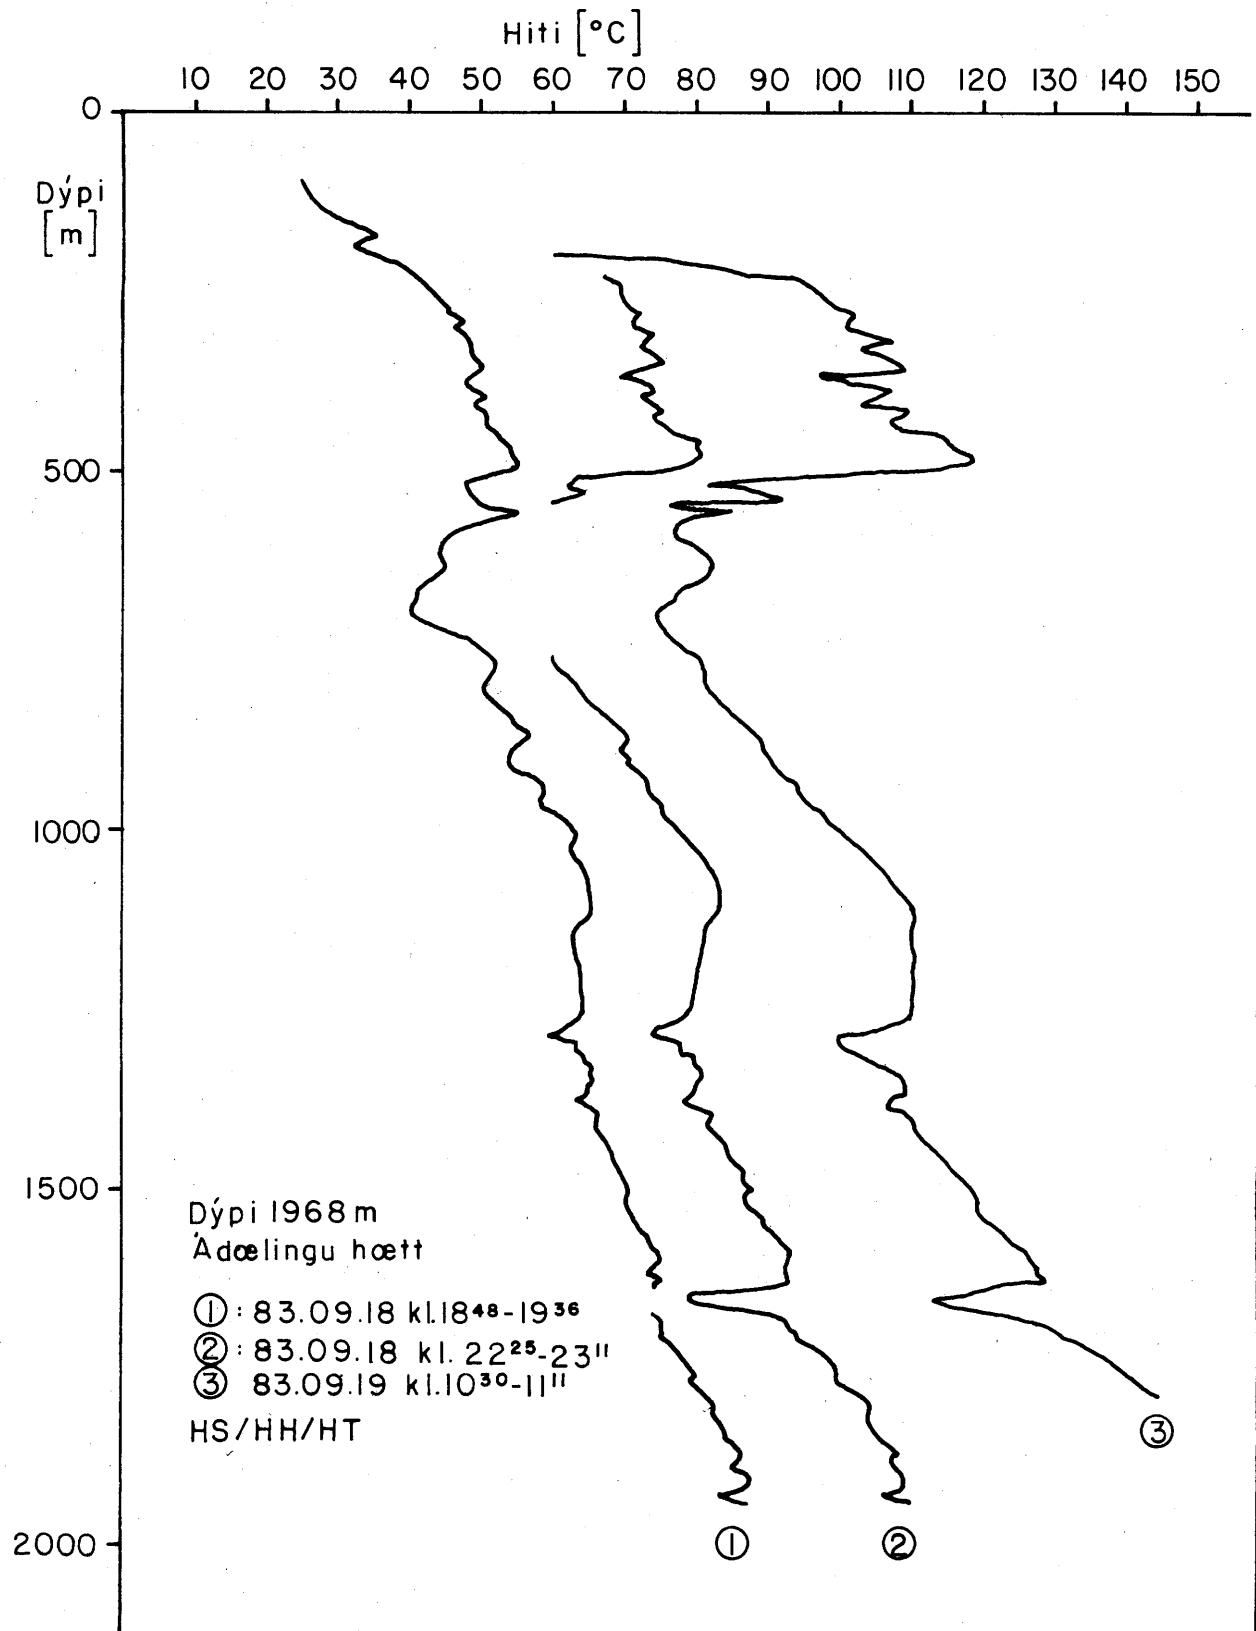 Hiti [°C]
10 20 30 40 50 60 70 80 90 100 110 120 130 140 150
0
Dýpi
[m]
500
1000
1500
Dýpi 1968 m
Ádælingu hætt
①: 83.09.18 kl.18⁴⁸-19³⁶
②: 83.09.18 kl. 22²⁵-23¹¹
③ 83.09.19 kl.10³⁰-11¹¹
HS/HH/HT
③
2000
① ②